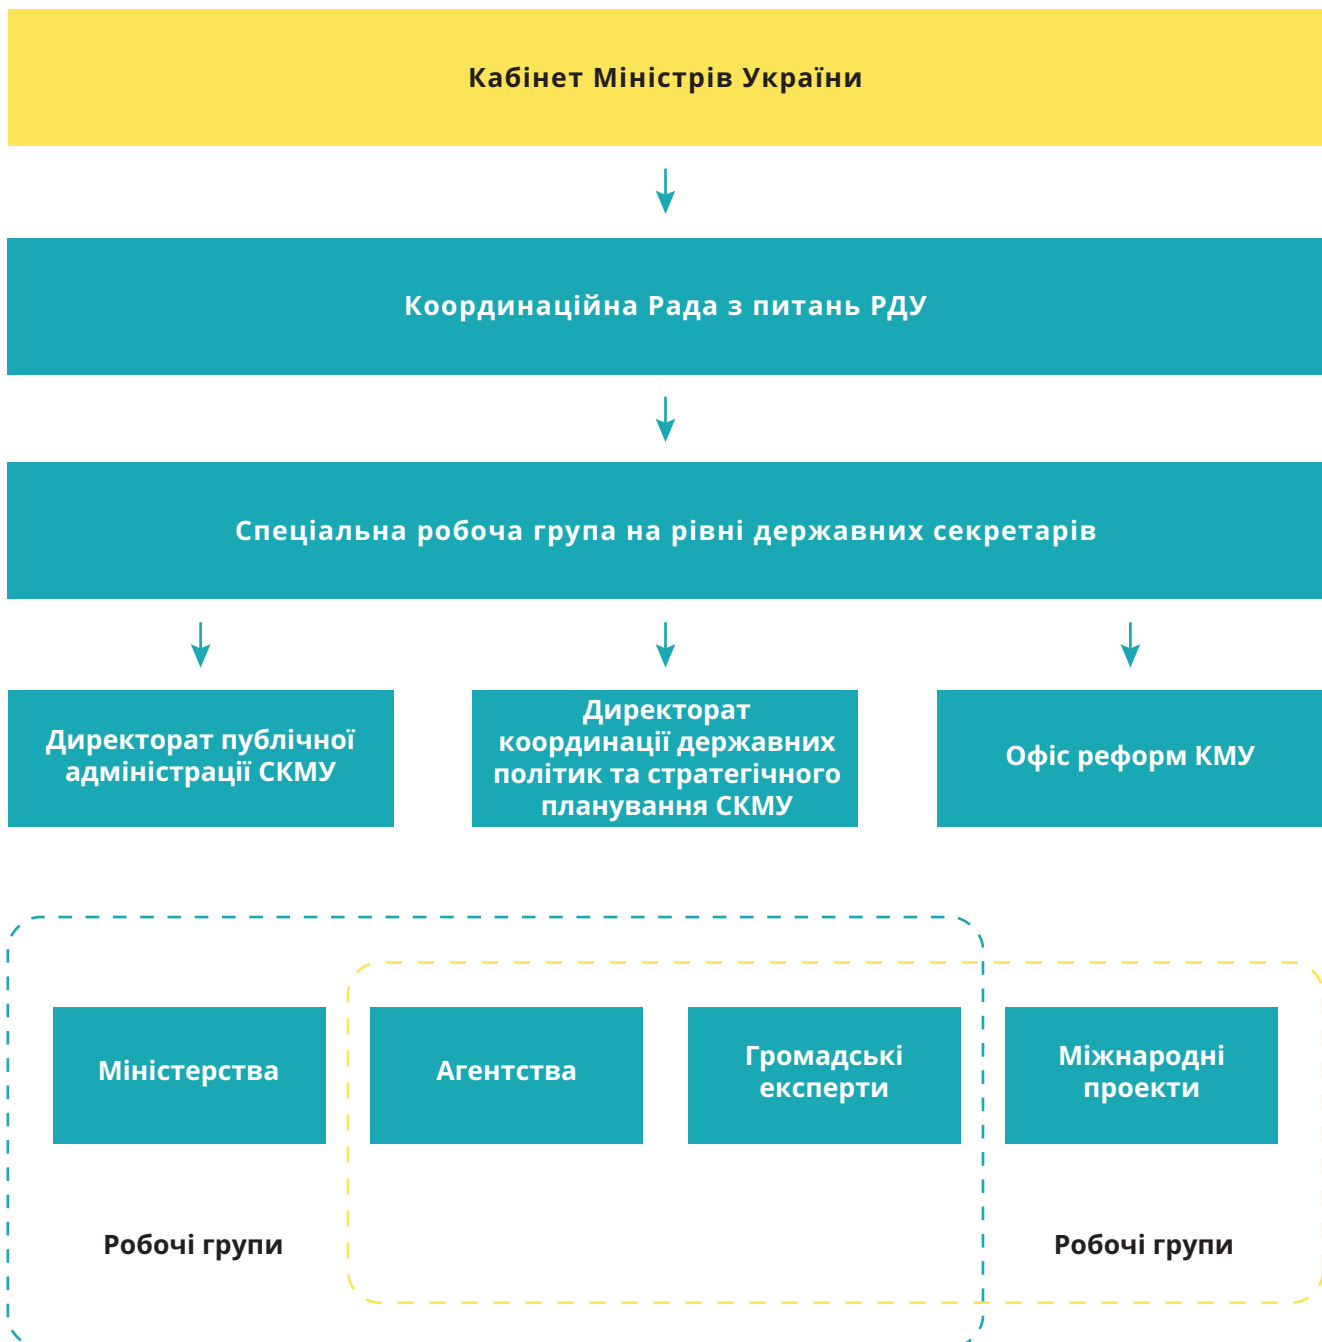 Кабінет Міністрів України
Координаційна Рада з питань РДУ
Спеціальна робоча група на рівні державних секретарів
Директорат публічної
адміністрації СКМУ
Директорат
координації державних
політик та стратегічного
планування СКМУ
Офіс реформ КМУ
Міністерства
Агентства
Громадські
експерти
Міжнародні
проекти
Робочі групи
Робочі групи